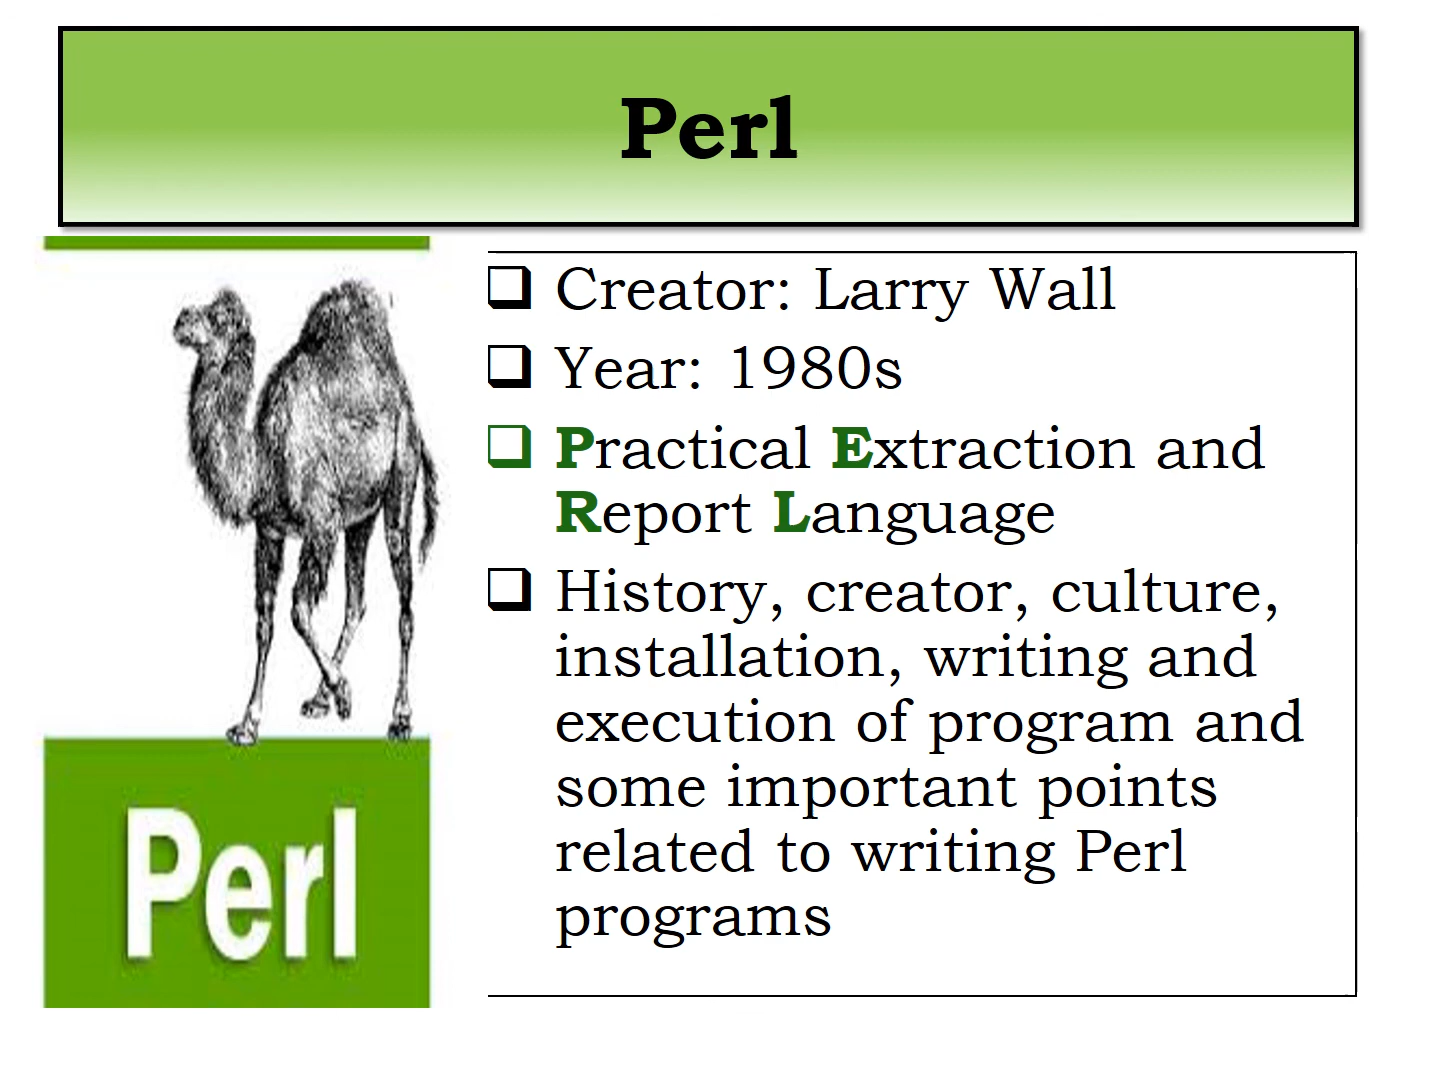 Perl
❑ Creator: Larry Wall
❑ Year: 1980s
❑ Practical Extraction and
Report Language
❑ History, creator, culture,
installation, writing and
execution of program and
some important points
related to writing Perl
programs
Perl